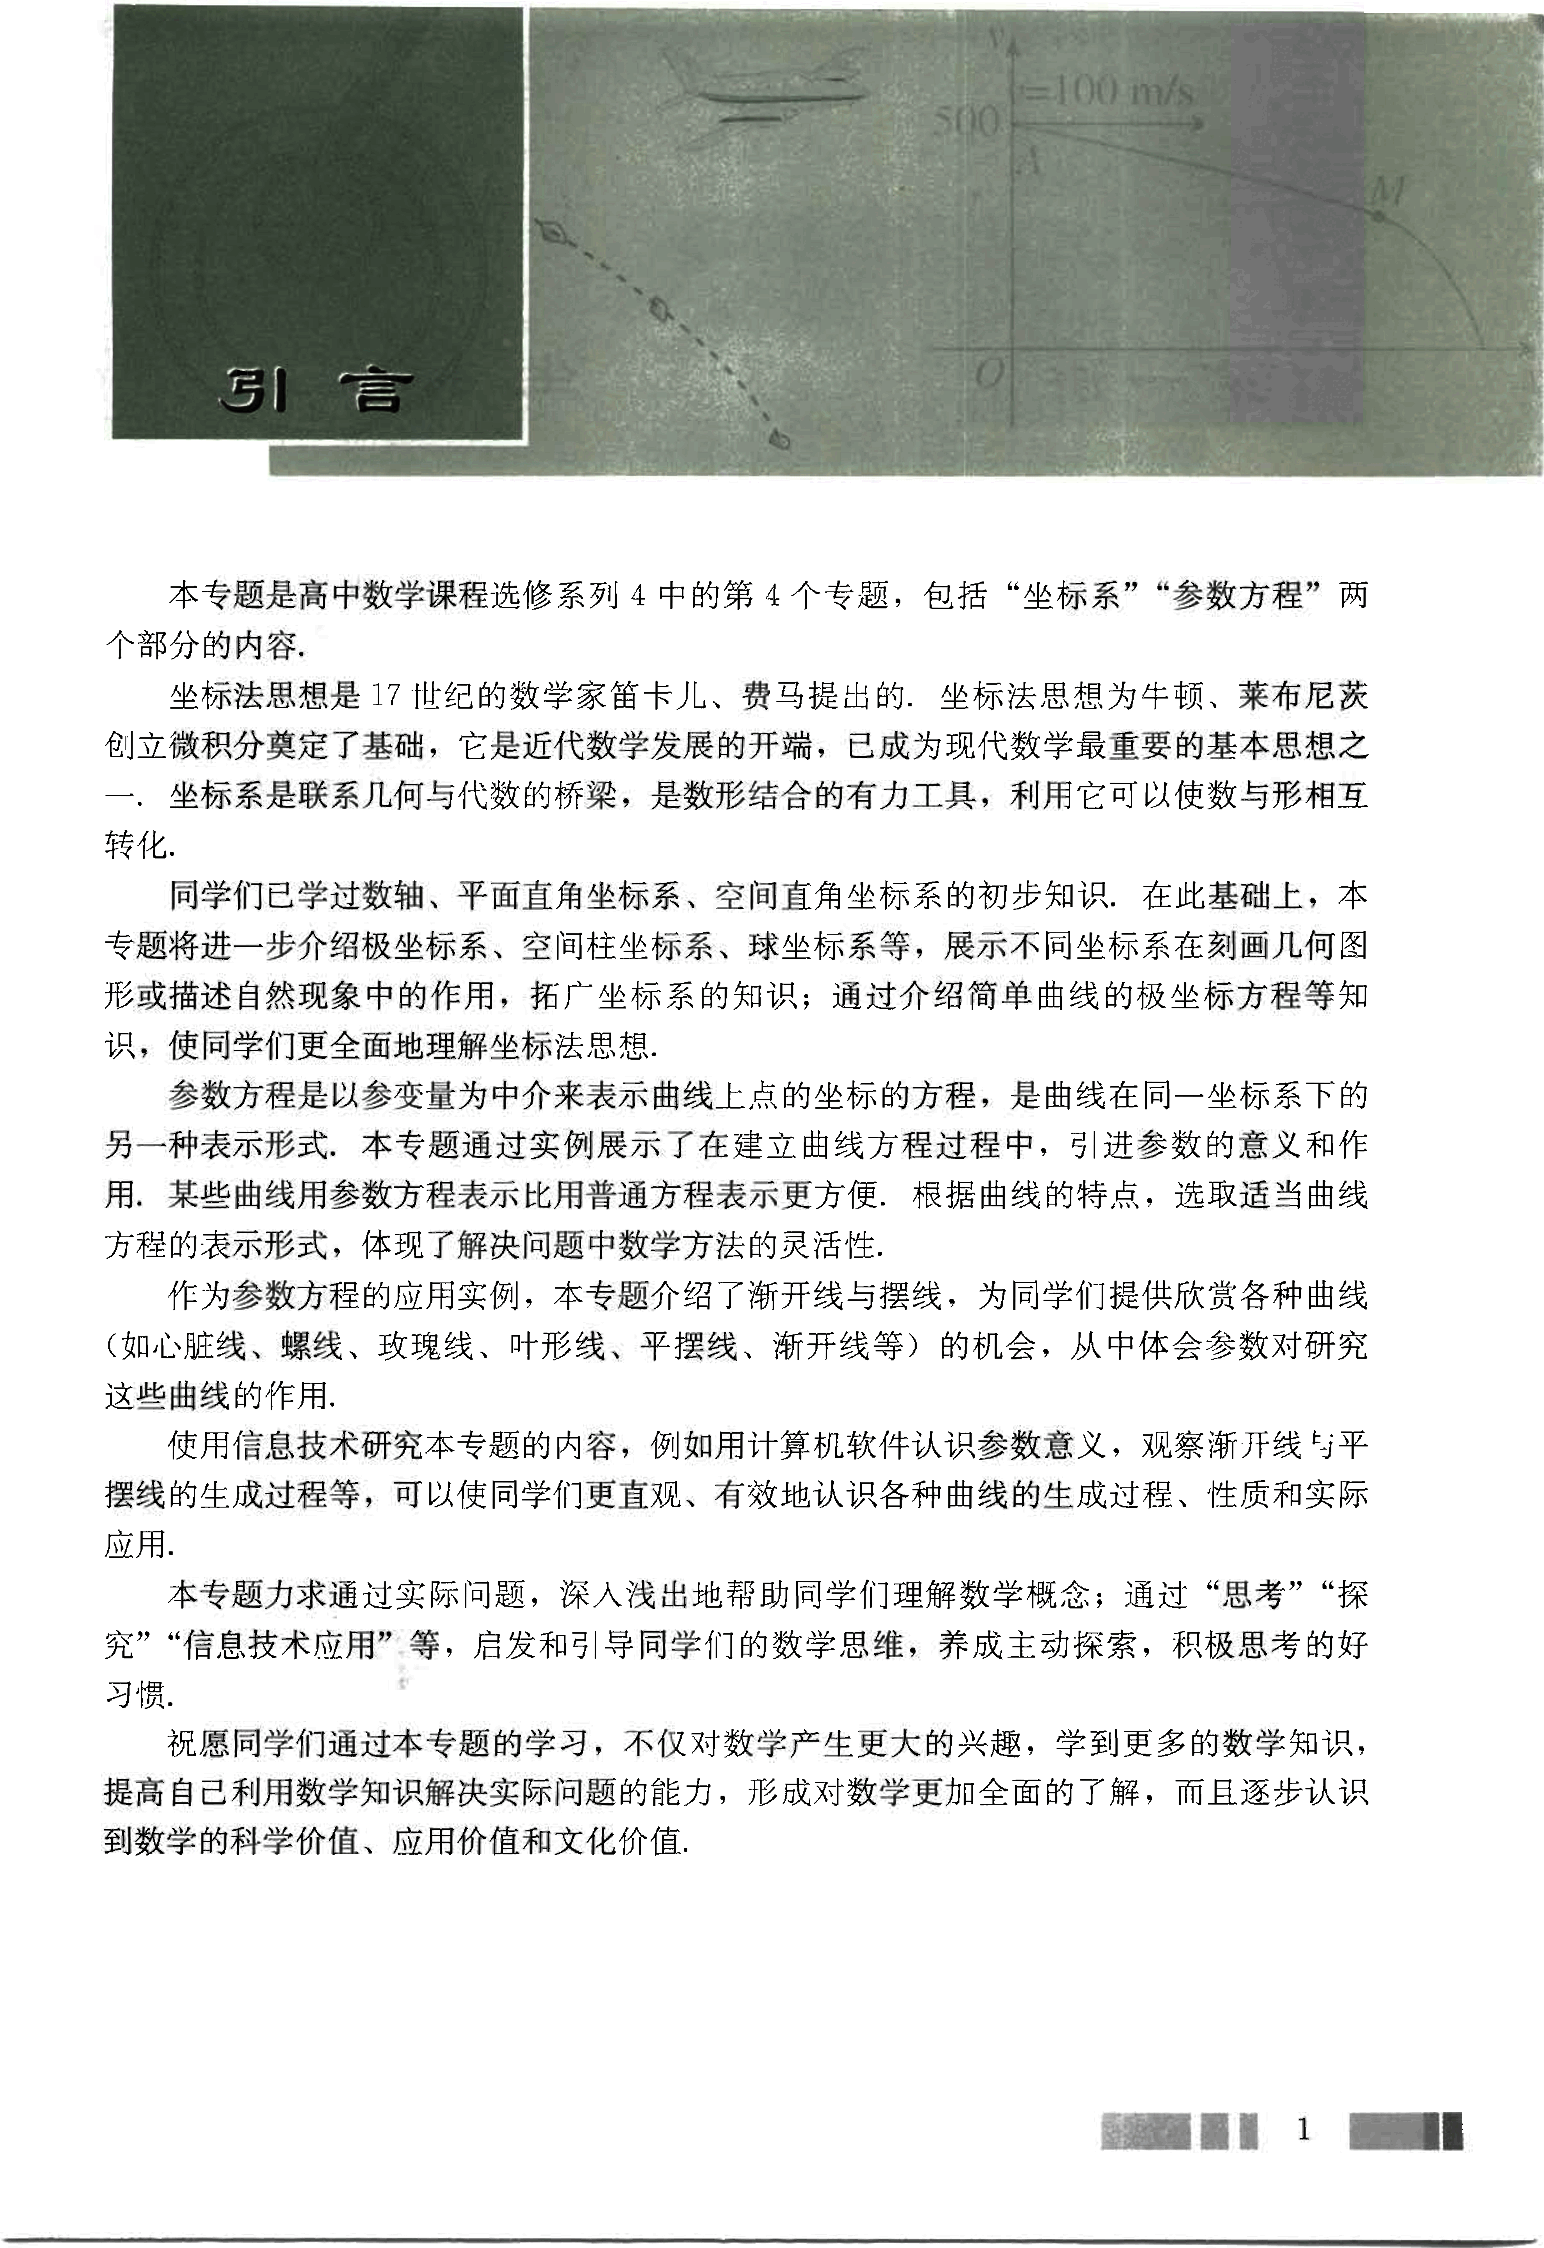 y
v=100 m/s
500
A
M
O
引 言
本专题是高中数学课程选修系列 4 中的第 4 个专题，包括“坐标系”“参数方程”两
个部分的内容.
坐标法思想是 17 世纪的数学家笛卡儿、费马提出的. 坐标法思想为牛顿、莱布尼茨
创立微积分奠定了基础，它是近代数学发展的开端，已成为现代数学最重要的基本思想之
一. 坐标系是联系几何与代数的桥梁，是数形结合的有力工具，利用它可以使数与形相互
转化.
同学们已学过数轴、平面直角坐标系、空间直角坐标系的初步知识. 在此基础上，本
专题将进一步介绍极坐标系、空间柱坐标系、球坐标系等，展示不同坐标系在刻画几何图
形或描述自然现象中的作用，拓广坐标系的知识；通过介绍简单曲线的极坐标方程等知
识，使同学们更全面地理解坐标法思想.
参数方程是以参变量为中介来表示曲线上点的坐标的方程，是曲线在同一坐标系下的
另一种表示形式. 本专题通过实例展示了在建立曲线方程过程中，引进参数的意义和作
用. 某些曲线用参数方程表示比用普通方程表示更方便. 根据曲线的特点，选取适当曲线
方程的表示形式，体现了解决问题中数学方法的灵活性.
作为参数方程的应用实例，本专题介绍了渐开线与摆线，为同学们提供欣赏各种曲线
（如心脏线、螺线、玫瑰线、叶形线、平摆线、渐开线等）的机会，从中体会参数对研究
这些曲线的作用.
使用信息技术研究本专题的内容，例如用计算机软件认识参数意义，观察渐开线与平
摆线的生成过程等，可以使同学们更直观、有效地认识各种曲线的生成过程、性质和实际
应用.
本专题力求通过实际问题，深入浅出地帮助同学们理解数学概念；通过“思考”“探
究”“信息技术应用”等，启发和引导同学们的数学思维，养成主动探索，积极思考的好
习惯.
祝愿同学们通过本专题的学习，不仅对数学产生更大的兴趣，学到更多的数学知识，
提高自己利用数学知识解决实际问题的能力，形成对数学更加全面的了解，而且逐步认识
到数学的科学价值、应用价值和文化价值.
1